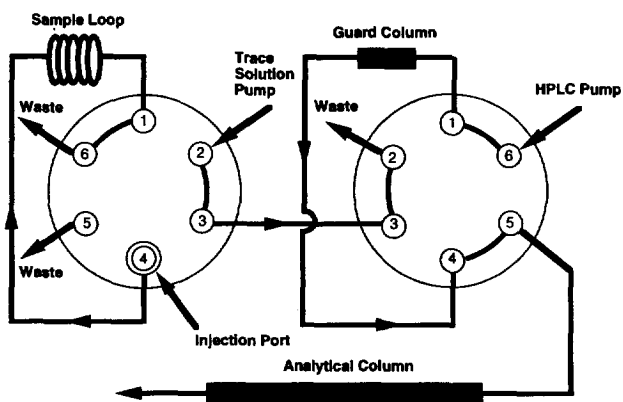 Sample Loop
Guard Column
Trace
Solution
Pump
HPLC Pump
Waste
Waste
1
1
6
2
2
6
5
3
3
5
4
4
Waste
Injection Port
Analytical Column